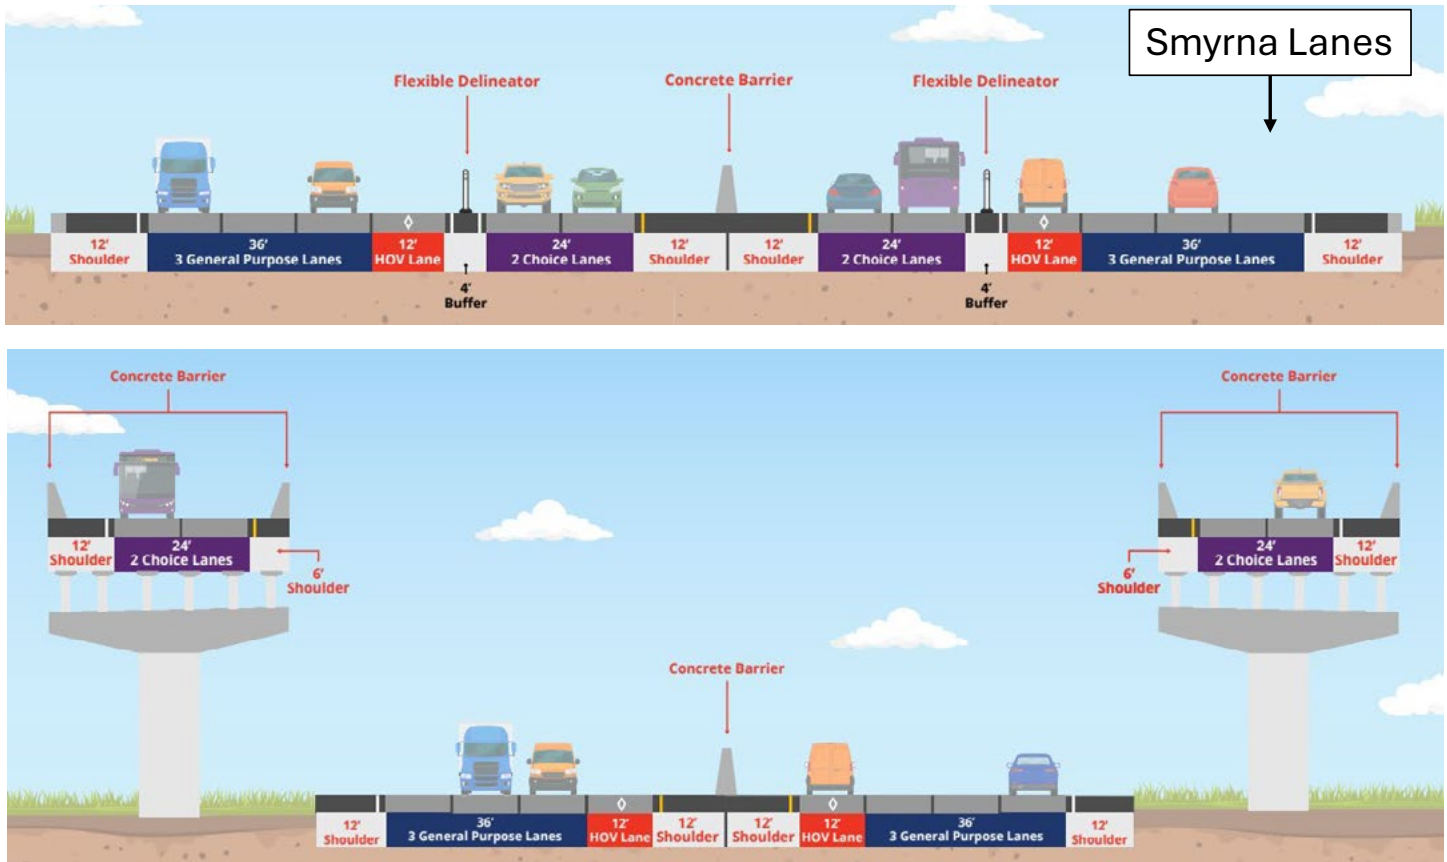 Smyrna Lanes
Flexible Delineator
Concrete Barrier
Flexible Delineator
12'
Shoulder
36'
3 General Purpose Lanes
12'
HOV Lane
4'
Buffer
24'
2 Choice Lanes
12'
Shoulder
12'
Shoulder
24'
2 Choice Lanes
4'
Buffer
12'
HOV Lane
36'
3 General Purpose Lanes
12'
Shoulder
Concrete Barrier
Concrete Barrier
12'
Shoulder
24'
2 Choice Lanes
6'
Shoulder
6'
Shoulder
24'
2 Choice Lanes
12'
Shoulder
Concrete Barrier
12'
Shoulder
36'
3 General Purpose Lanes
12'
HOV Lane
12'
Shoulder
12'
Shoulder
12'
HOV Lane
36'
3 General Purpose Lanes
12'
Shoulder